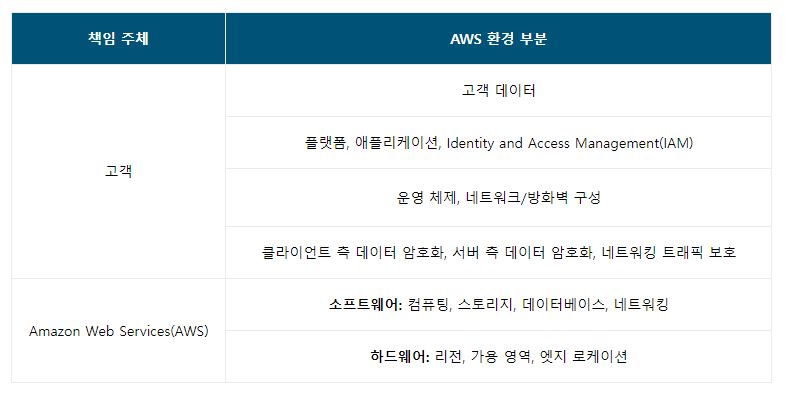 책임 주체
AWS 환경 부분
고객
고객 데이터
플랫폼, 애플리케이션, Identity and Access Management(IAM)
운영 체제, 네트워크/방화벽 구성
클라이언트 측 데이터 암호화, 서버 측 데이터 암호화, 네트워킹 트래픽 보호
Amazon Web Services(AWS)
소프트웨어: 컴퓨팅, 스토리지, 데이터베이스, 네트워킹
하드웨어: 리전, 가용 영역, 엣지 로케이션